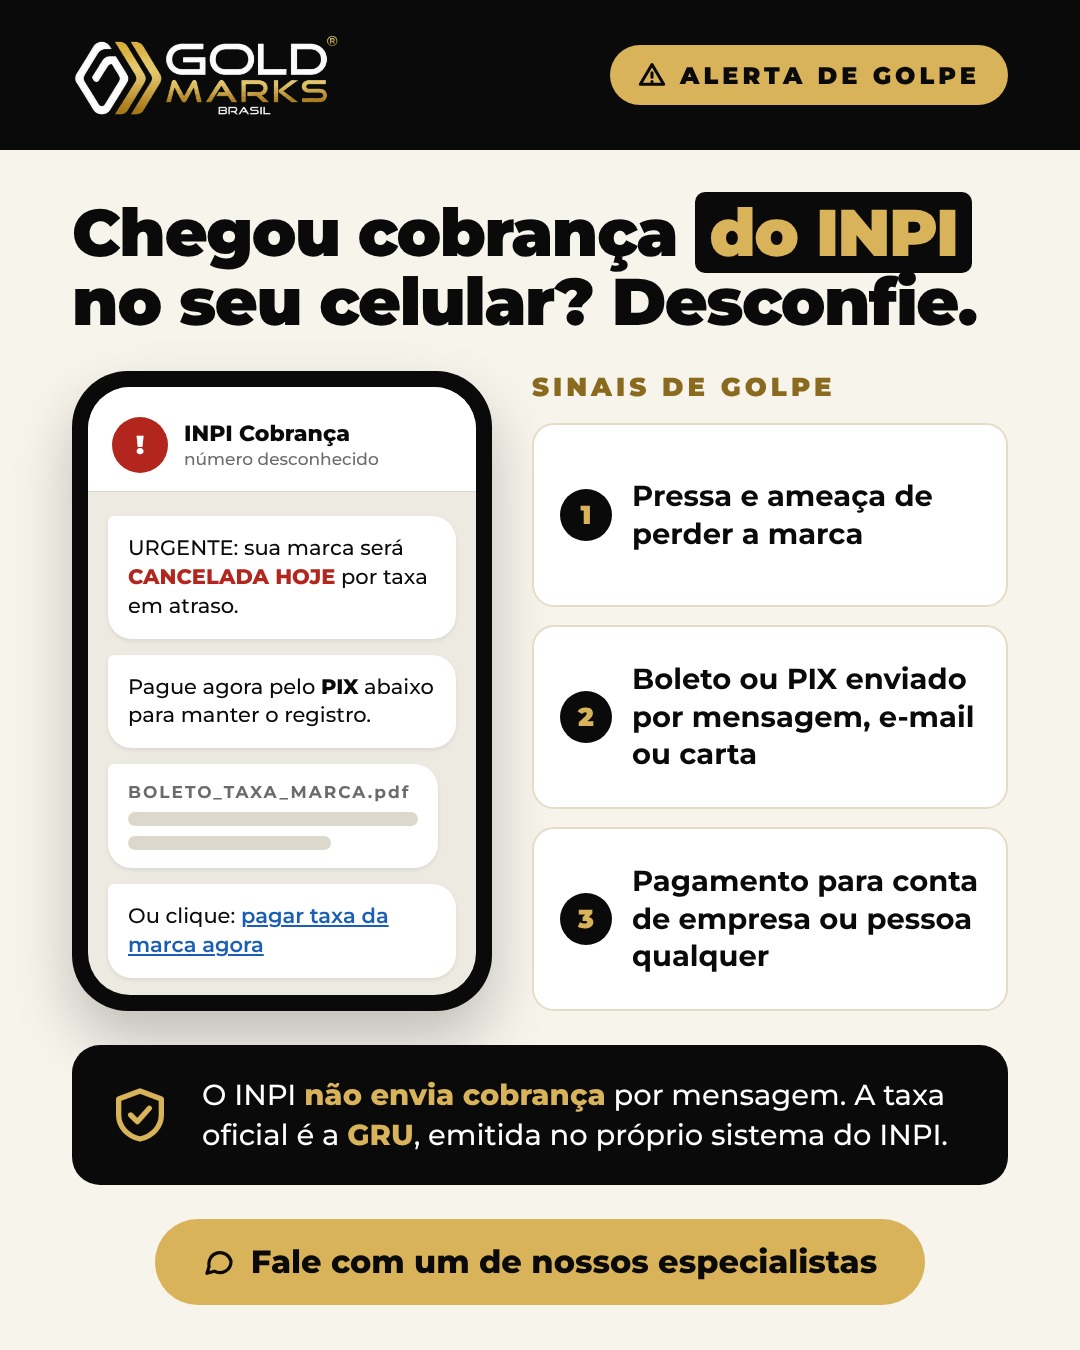 GOLD ®
MARKS
BRASIL
ALERTA DE GOLPE
Chegou cobrança do INPI
no seu celular? Desconfie.
! INPI Cobrança
número desconhecido
URGENTE: sua marca será
CANCELADA HOJE por taxa
em atraso.
Pague agora pelo PIX abaixo
para manter o registro.
BOLETO_TAXA_MARCA.pdf
Ou clique: pagar taxa da
marca agora
SINAIS DE GOLPE
1 Pressa e ameaça de
perder a marca
2 Boleto ou PIX enviado
por mensagem, e-mail
ou carta
3 Pagamento para conta
de empresa ou pessoa
qualquer
O INPI não envia cobrança por mensagem. A taxa
oficial é a GRU, emitida no próprio sistema do INPI.
Fale com um de nossos especialistas